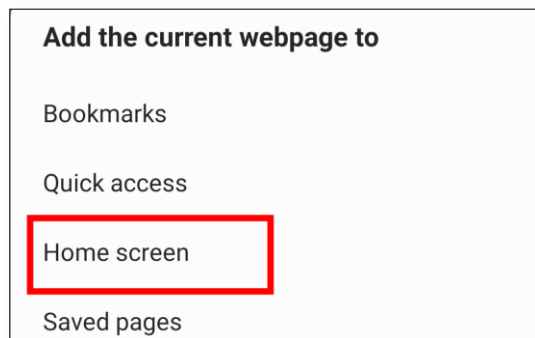 Add the current webpage to
Bookmarks
Quick access
Home screen
Saved pages